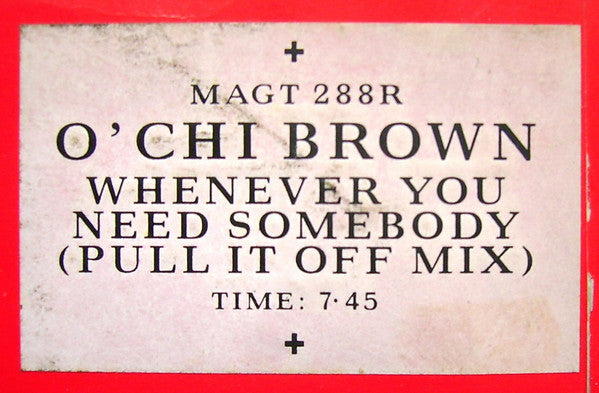 MAGT 288R
O'CHI BROWN
WHENEVER YOU
NEED SOMEBODY
(PULL IT OFF MIX)
TIME: 7·45